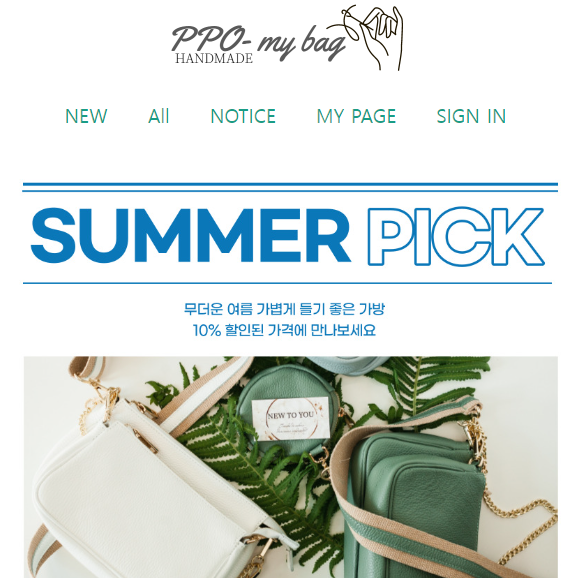 PPO- my bag
HANDMADE
NEW All NOTICE MY PAGE SIGN IN
SUMMER PICK
무더운 여름 가볍게 들기 좋은 가방
10% 할인된 가격에 만나보세요
NEW TO YOU